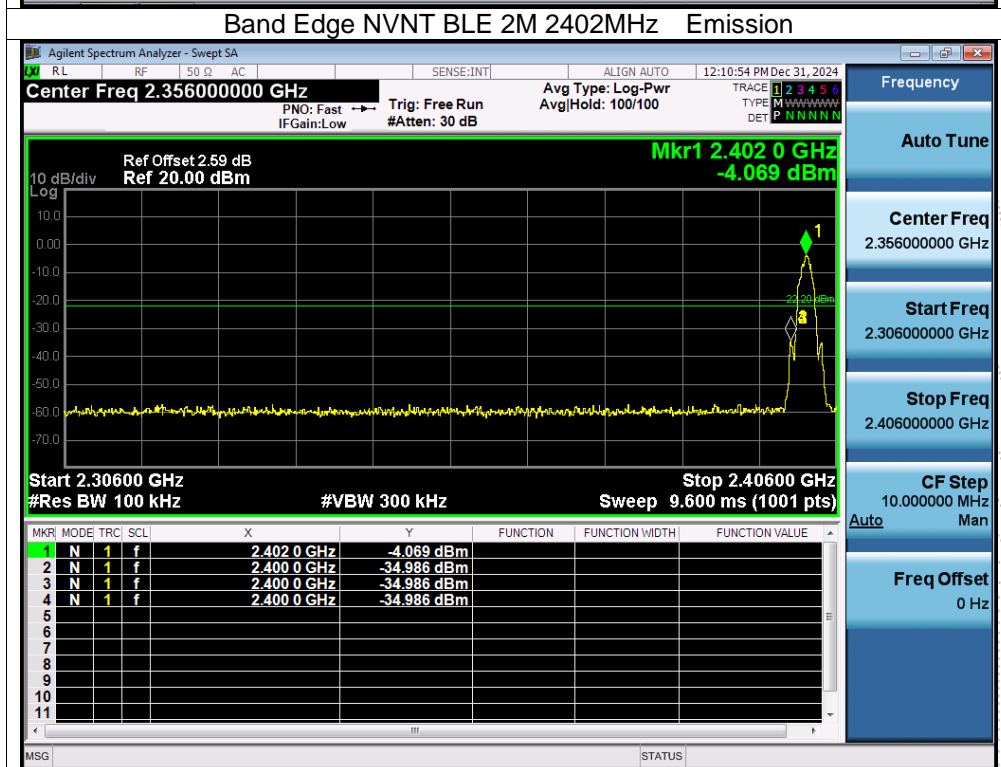 Band Edge NVNT BLE 2M 2402MHz Emission
Agilent Spectrum Analyzer - Swept SA
LXI RL RF 50 Ω AC SENSE:INT ALIGN AUTO 12:10:54 PM Dec 31, 2024
Center Freq 2.356000000 GHz
PNO: Fast
IFGain:Low
Trig: Free Run
#Atten: 30 dB
Avg Type: Log-Pwr
Avg|Hold: 100/100
TRACE 1 2 3 4 5 6
TYPE M WWWWW
DET P N N N N N
Mkr1 2.402 0 GHz
-4.069 dBm
Ref Offset 2.59 dB
10 dB/div Ref 20.00 dBm
Log
10.0
0.00
-10.0
-20.0
-30.0
-40.0
-50.0
-60.0
-70.0
1
-22.20 dBm
Start 2.30600 GHz Stop 2.40600 GHz
#Res BW 100 kHz #VBW 300 kHz Sweep 9.600 ms (1001 pts)
MKR MODE TRC SCL X Y FUNCTION FUNCTION WIDTH FUNCTION VALUE
1 N 1 f 2.402 0 GHz -4.069 dBm
2 N 1 f 2.400 0 GHz -34.986 dBm
3 N 1 f 2.400 0 GHz -34.986 dBm
4 N 1 f 2.400 0 GHz -34.986 dBm
5
6
7
8
9
10
11
MSG STATUS
Frequency
Auto Tune
Center Freq
2.356000000 GHz
Start Freq
2.306000000 GHz
Stop Freq
2.406000000 GHz
CF Step
10.000000 MHz
Auto Man
Freq Offset
0 Hz